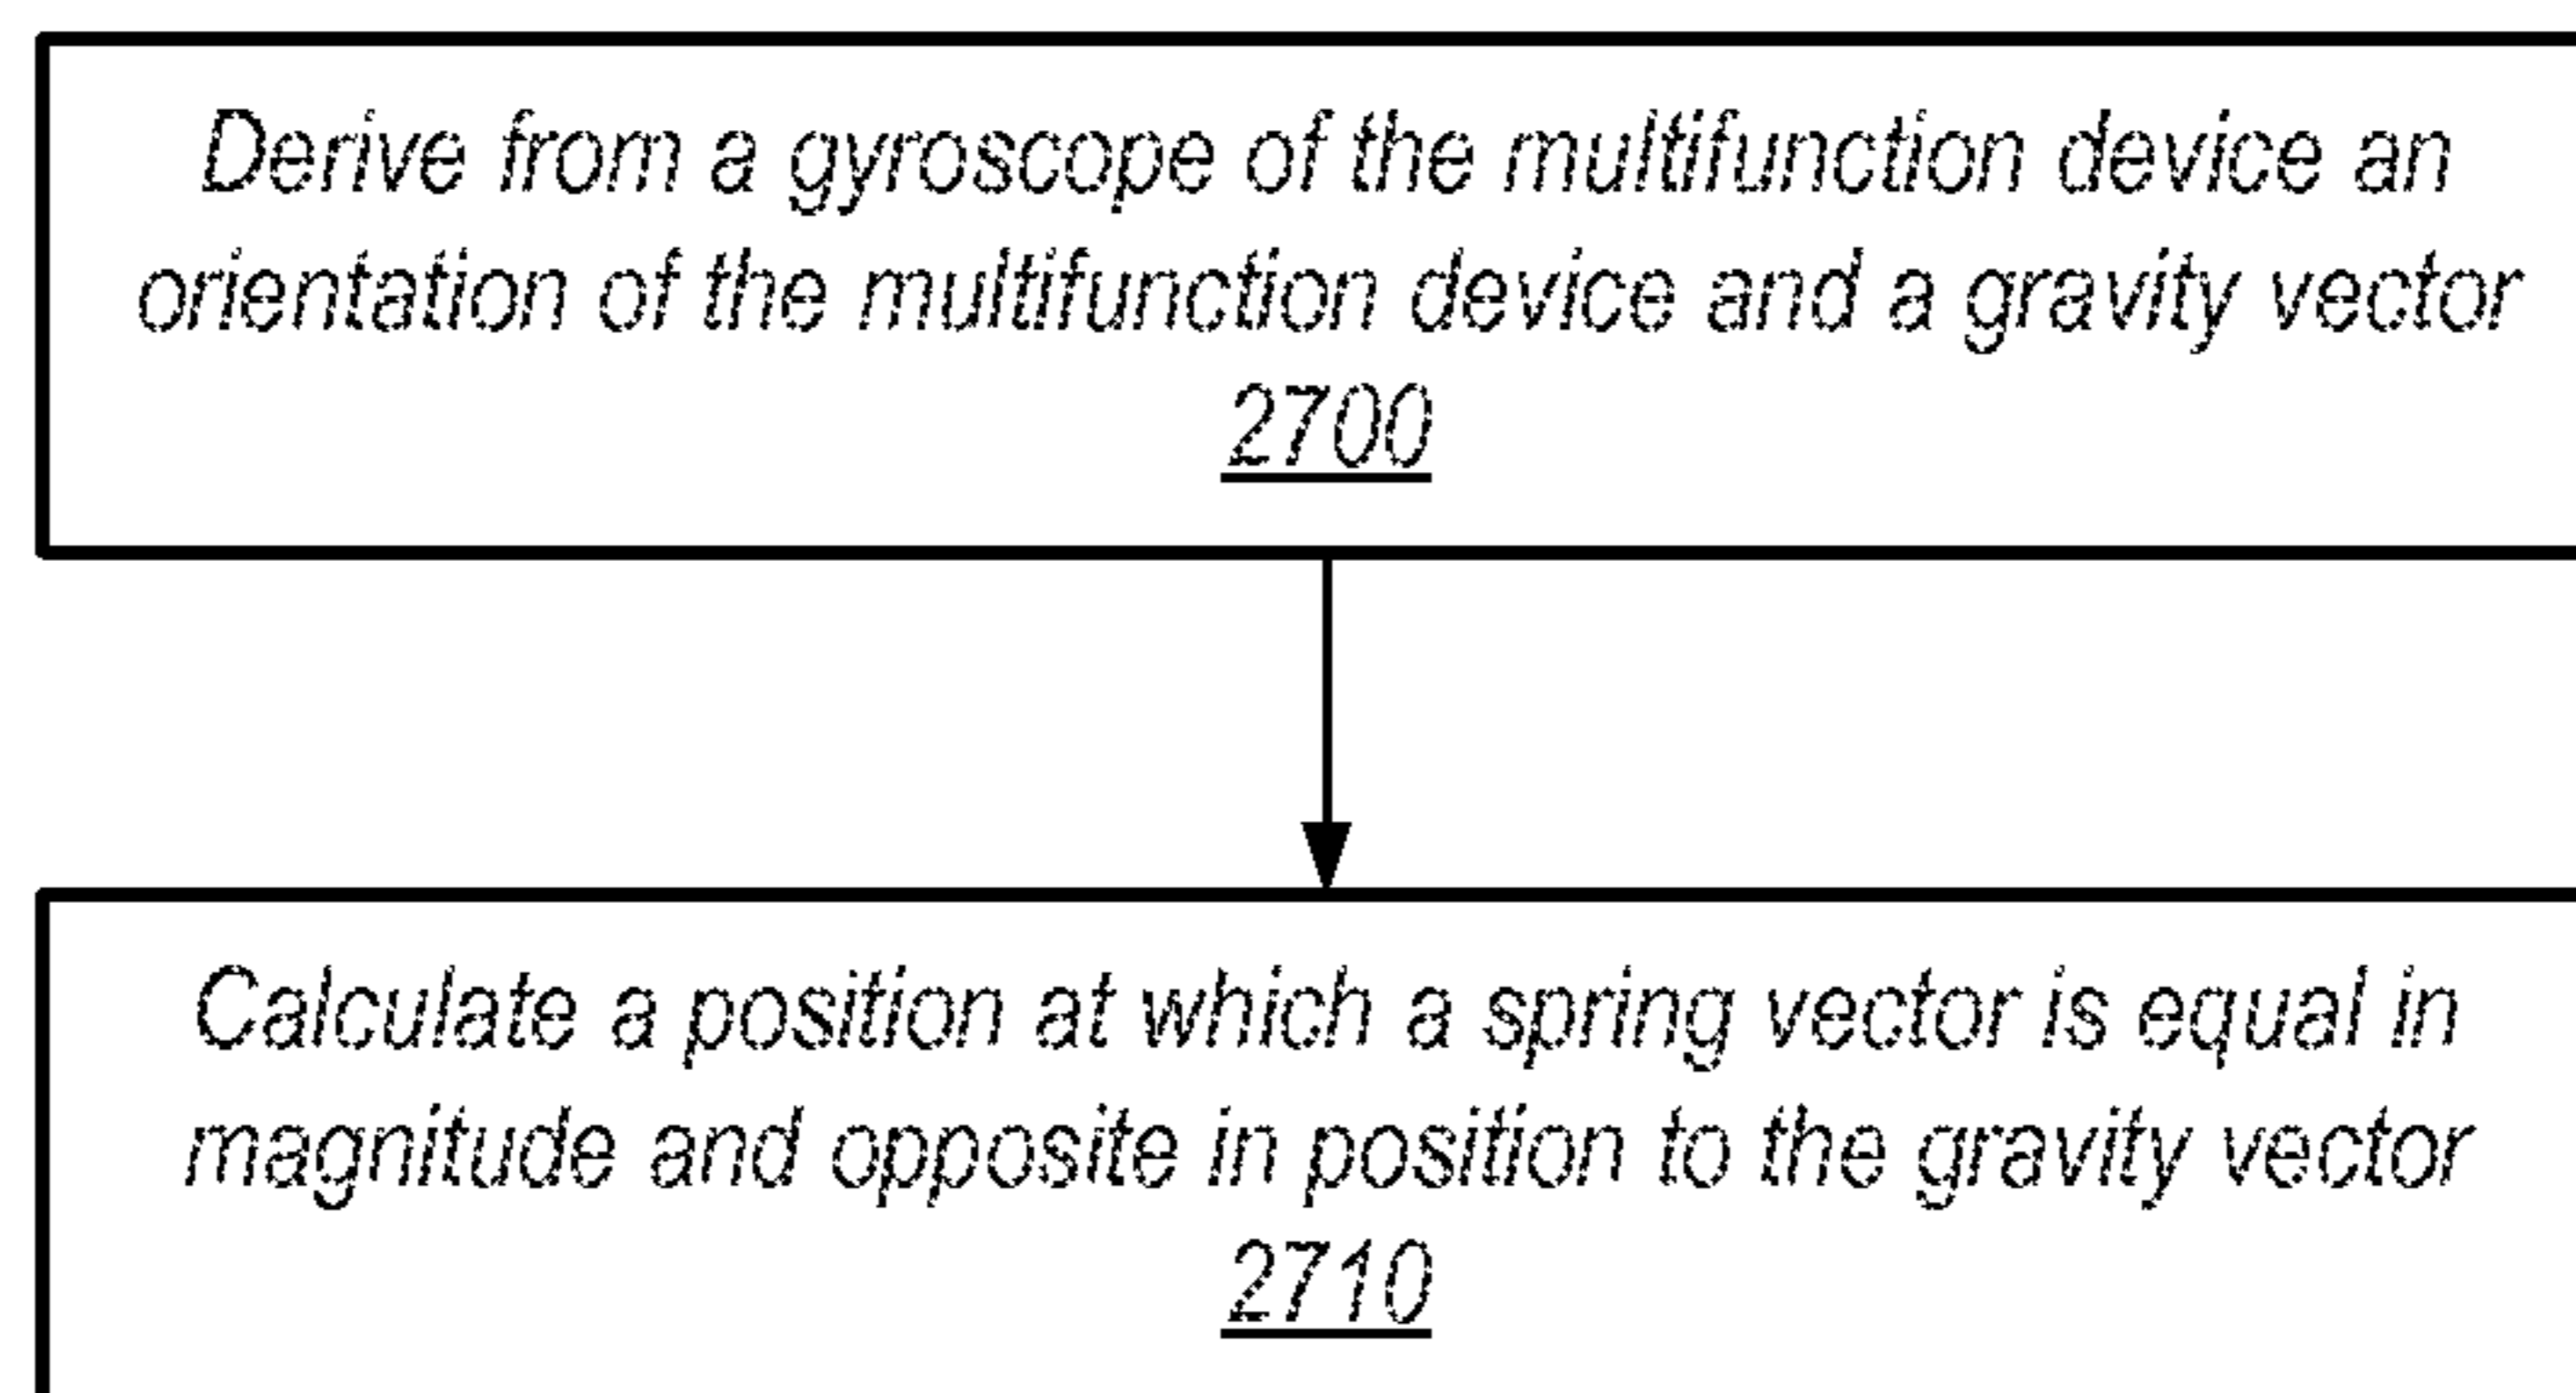 Derive from a gyroscope of the multifunction device an
orientation of the multifunction device and a gravity vector
2700
Calculate a position at which a spring vector is equal in
magnitude and opposite in position to the gravity vector
2710